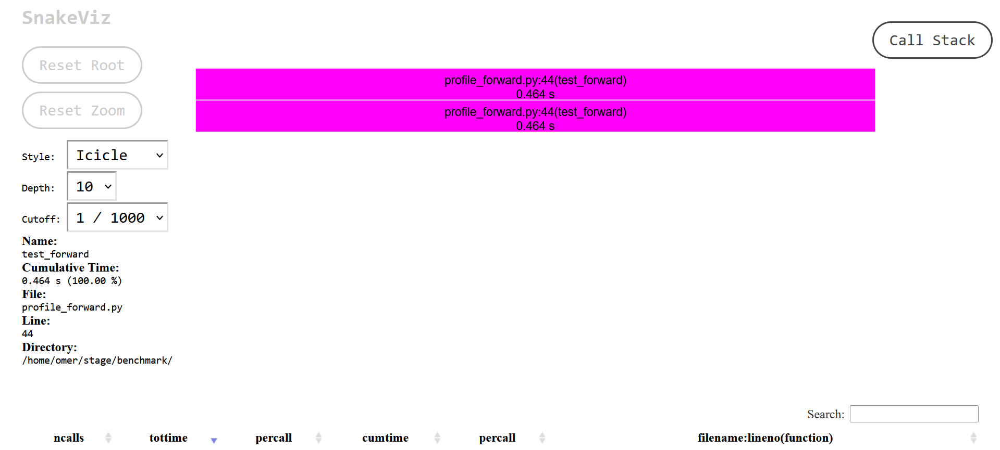 SnakeViz
Call Stack
Reset Root
Reset Zoom
profile_forward.py:44(test_forward)
0.464 s
profile_forward.py:44(test_forward)
0.464 s
Style: Icicle
Depth: 10
Cutoff: 1 / 1000
Name:
test_forward
Cumulative Time:
0.464 s (100.00 %)
File:
profile_forward.py
Line:
44
Directory:
/home/omer/stage/benchmark/
Search:
ncalls tottime percall cumtime percall filename:lineno(function)